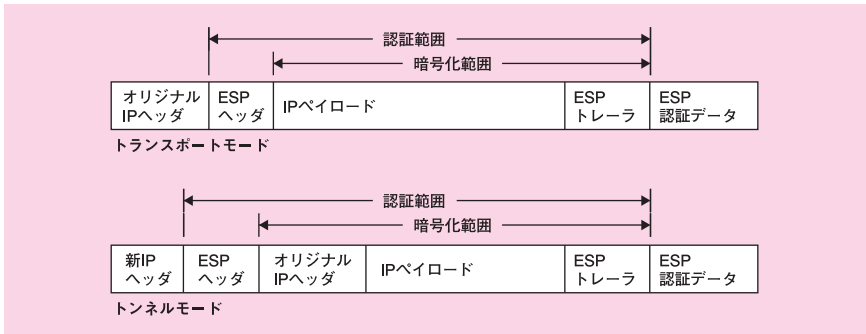 認証範囲
暗号化範囲
オリジナル
IPヘッダ
ESP
ヘッダ
IPペイロード
ESP
トレーラ
ESP
認証データ
トランスポートモード
認証範囲
暗号化範囲
新IP
ヘッダ
ESP
ヘッダ
オリジナル
IPヘッダ
IPペイロード
ESP
トレーラ
ESP
認証データ
トンネルモード